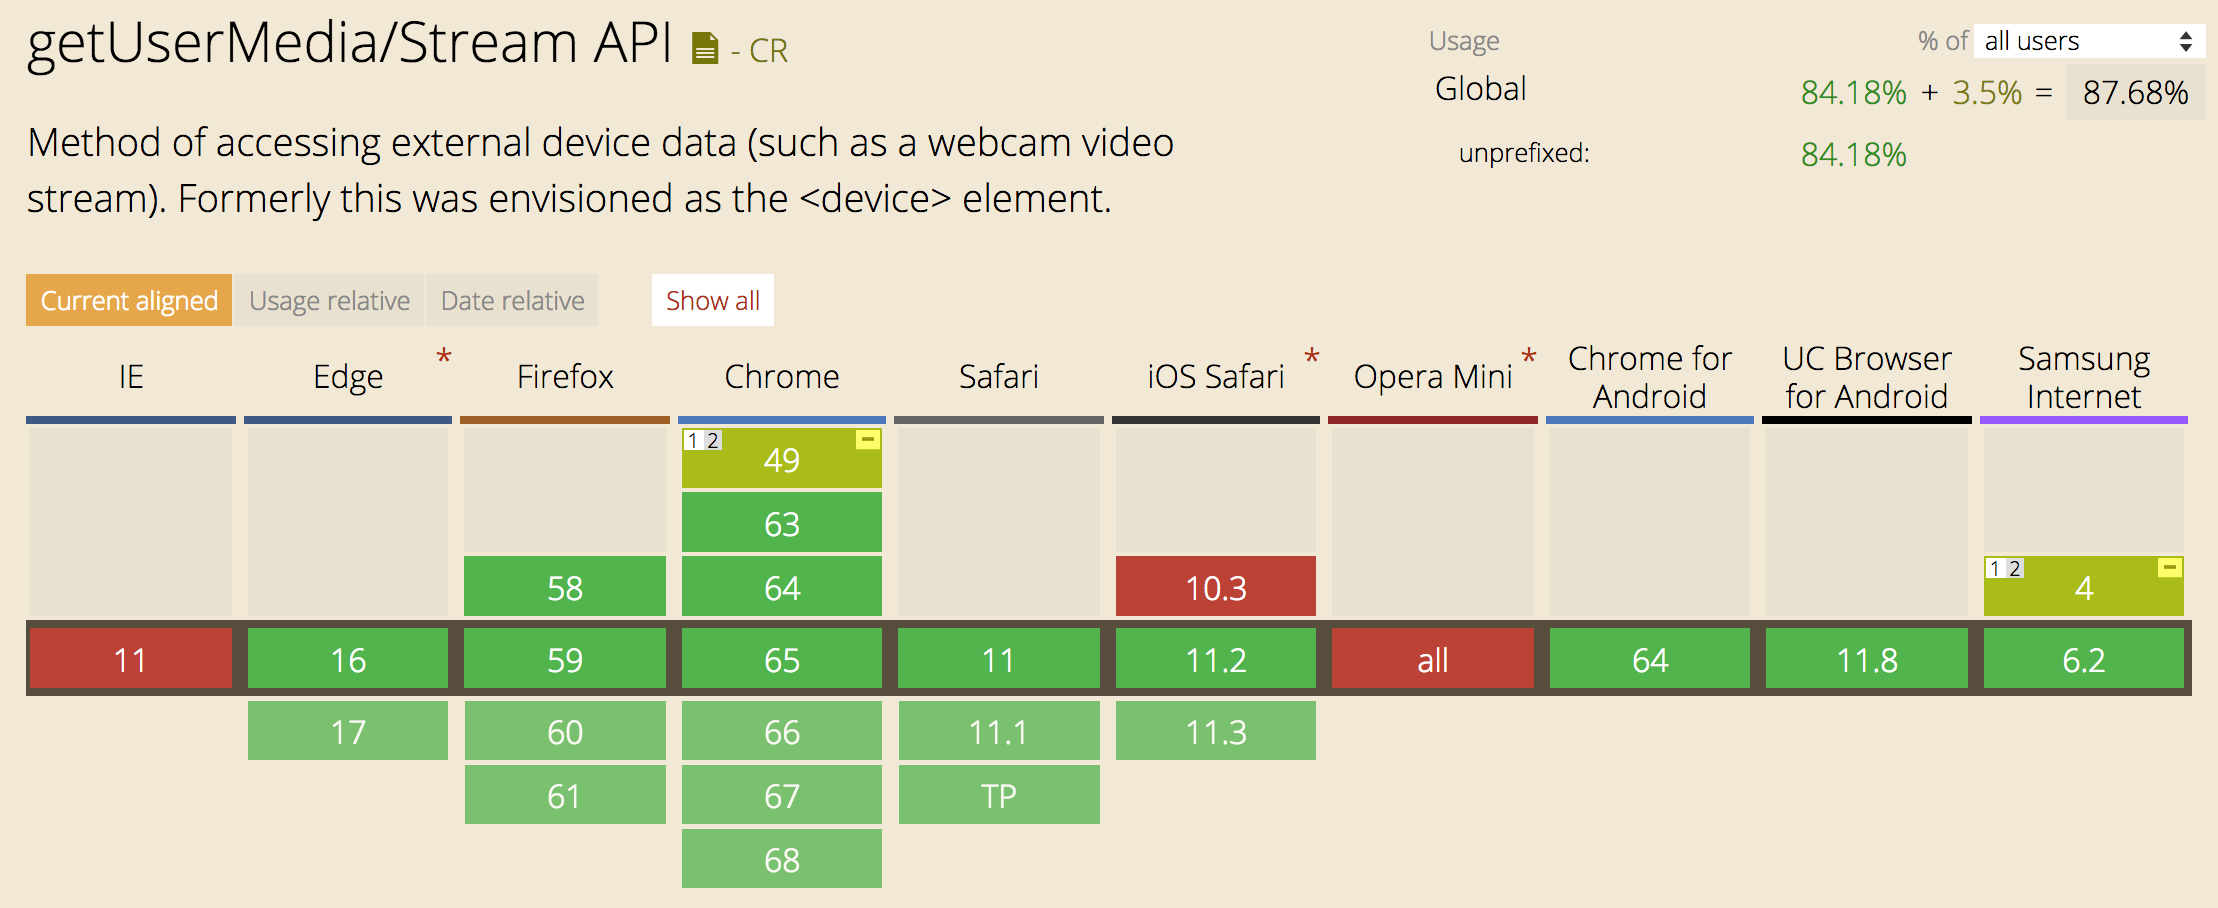 getUserMedia/Stream API - CR
Usage % of all users
Global 84.18% + 3.5% = 87.68%
unprefixed: 84.18%
Method of accessing external device data (such as a webcam video
stream). Formerly this was envisioned as the <device> element.
Current aligned Usage relative Date relative Show all
IE Edge * Firefox Chrome Safari iOS Safari * Opera Mini * Chrome for Android UC Browser for Android Samsung Internet
1 2 49 -
63
58 64 10.3 1 2 4 -
11 16 59 65 11 11.2 all 64 11.8 6.2
17 60 66 11.1 11.3
61 67 TP
68